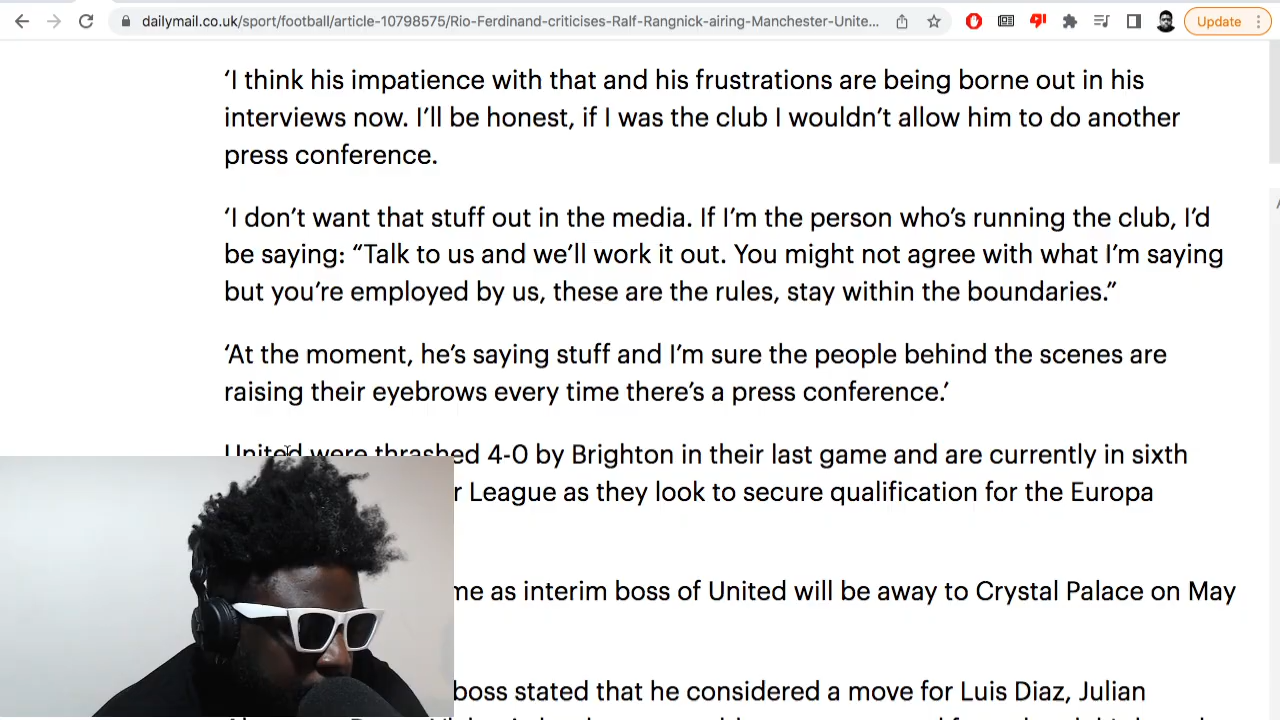 dailymail.co.uk/sport/football/article-10798575/Rio-Ferdinand-criticises-Ralf-Rangnick-airing-Manchester-Unite...
Update
‘I think his impatience with that and his frustrations are being borne out in his
interviews now. I’ll be honest, if I was the club I wouldn’t allow him to do another
press conference.
‘I don’t want that stuff out in the media. If I’m the person who’s running the club, I’d
be saying: “Talk to us and we’ll work it out. You might not agree with what I’m saying
but you’re employed by us, these are the rules, stay within the boundaries.”
‘At the moment, he’s saying stuff and I’m sure the people behind the scenes are
raising their eyebrows every time there’s a press conference.’
United were thrashed 4-0 by Brighton in their last game and are currently in sixth
League as they look to secure qualification for the Europa
me as interim boss of United will be away to Crystal Palace on May
boss stated that he considered a move for Luis Diaz, Julian